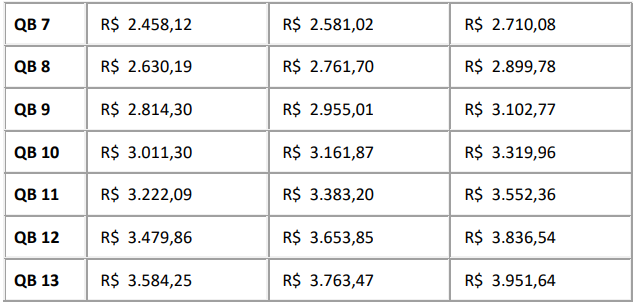 QB 7 R$ 2.458,12 R$ 2.581,02 R$ 2.710,08
QB 8 R$ 2.630,19 R$ 2.761,70 R$ 2.899,78
QB 9 R$ 2.814,30 R$ 2.955,01 R$ 3.102,77
QB 10 R$ 3.011,30 R$ 3.161,87 R$ 3.319,96
QB 11 R$ 3.222,09 R$ 3.383,20 R$ 3.552,36
QB 12 R$ 3.479,86 R$ 3.653,85 R$ 3.836,54
QB 13 R$ 3.584,25 R$ 3.763,47 R$ 3.951,64